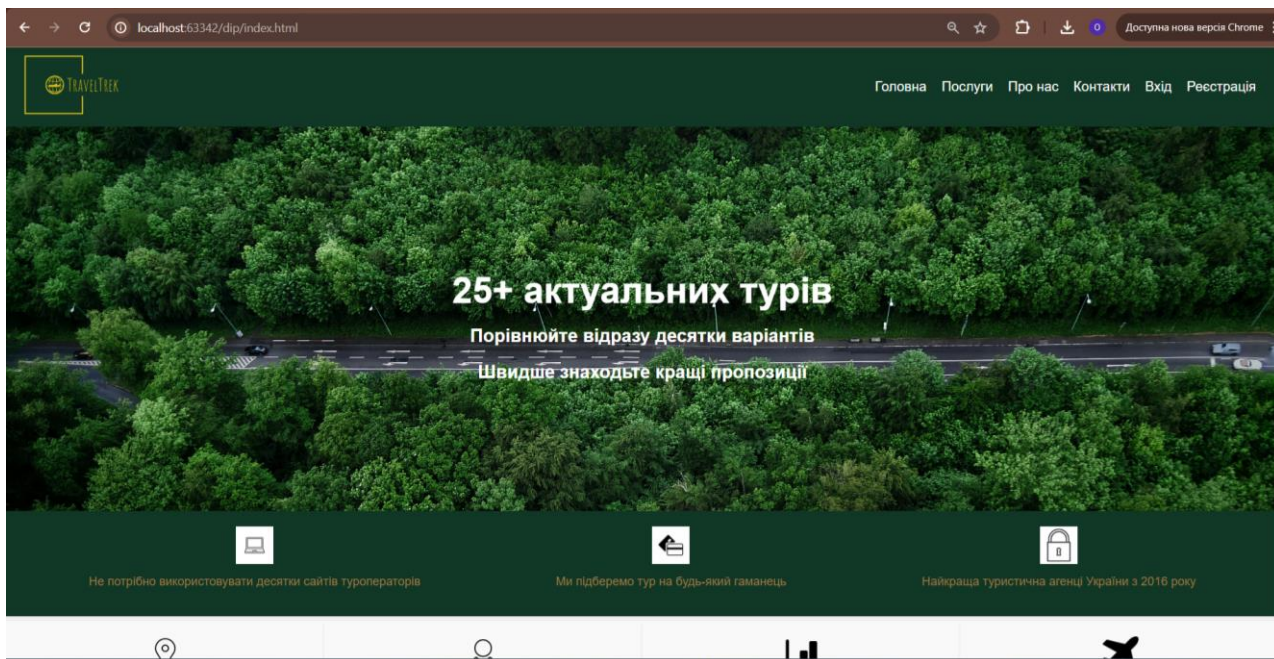 localhost:63342/dip/index.html
О
Доступна нова версія Chrome
TravelTrek
Головна Послуги Про нас Контакти Вхід Реєстрація
25+ актуальних турів
Порівнюйте відразу десятки варіантів
Швидше знаходьте кращі пропозиції
Не потрібно використовувати десятки сайтів туроператорів
Ми підберемо тур на будь-який гаманець
Найкраща туристична агенці України з 2016 року